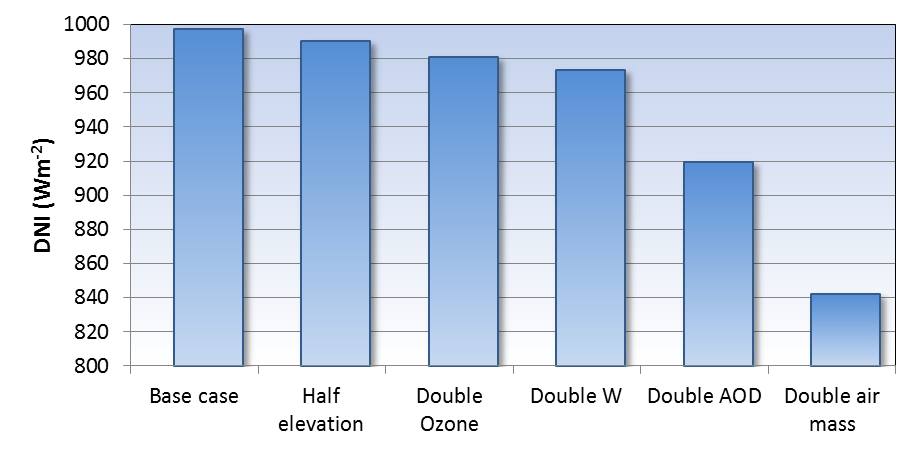 1000
980
960
940
920
900
880
860
840
820
800
DNI (Wm⁻²)
Base case
Half
elevation
Double
Ozone
Double W
Double AOD
Double air
mass